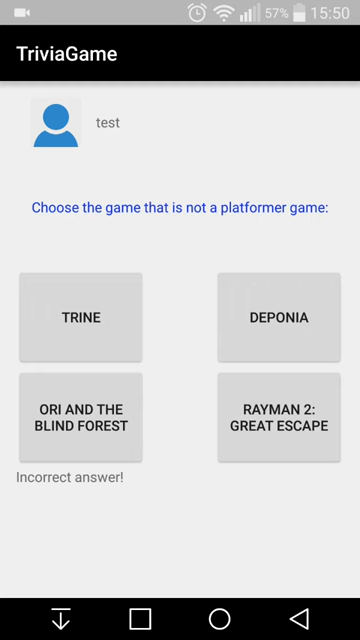 57% 15:50
TriviaGame
test
Choose the game that is not a platformer game:
TRINE
DEPONIA
ORI AND THE
BLIND FOREST
RAYMAN 2:
GREAT ESCAPE
Incorrect answer!